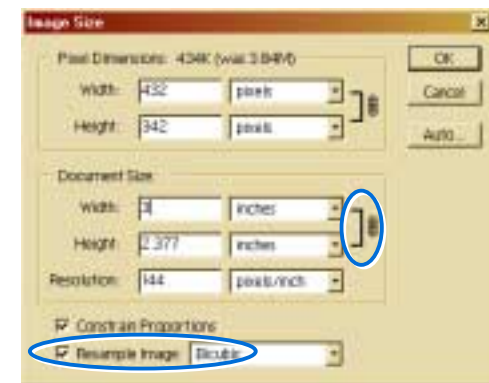 Image Size
Pixel Dimensions: 434K (was 3.84M)
Width: 432 pixels
Height: 342 pixels
OK
Cancel
Auto...
Document Size
Width: 3 inches
Height: 2.377 inches
Resolution: 144 pixels/inch
Constrain Proportions
Resample Image: Bicubic